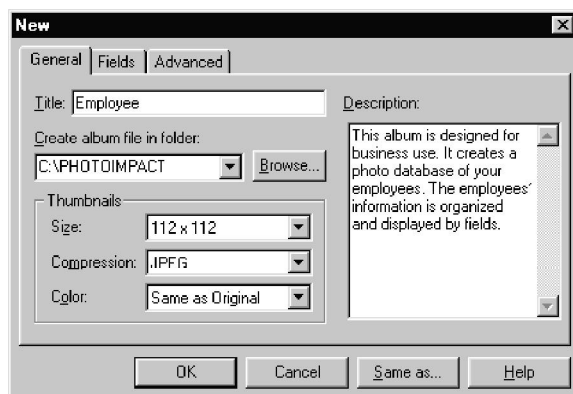 New
General Fields Advanced
Title: Employee
Description:
Create album file in folder:
C:\PHOTOIMPACT Browse...
This album is designed for
business use. It creates a
photo database of your
employees. The employees'
information is organized
and displayed by fields.
Thumbnails
Size: 112 x 112
Compression: JPEG
Color: Same as Original
OK Cancel Same as... Help